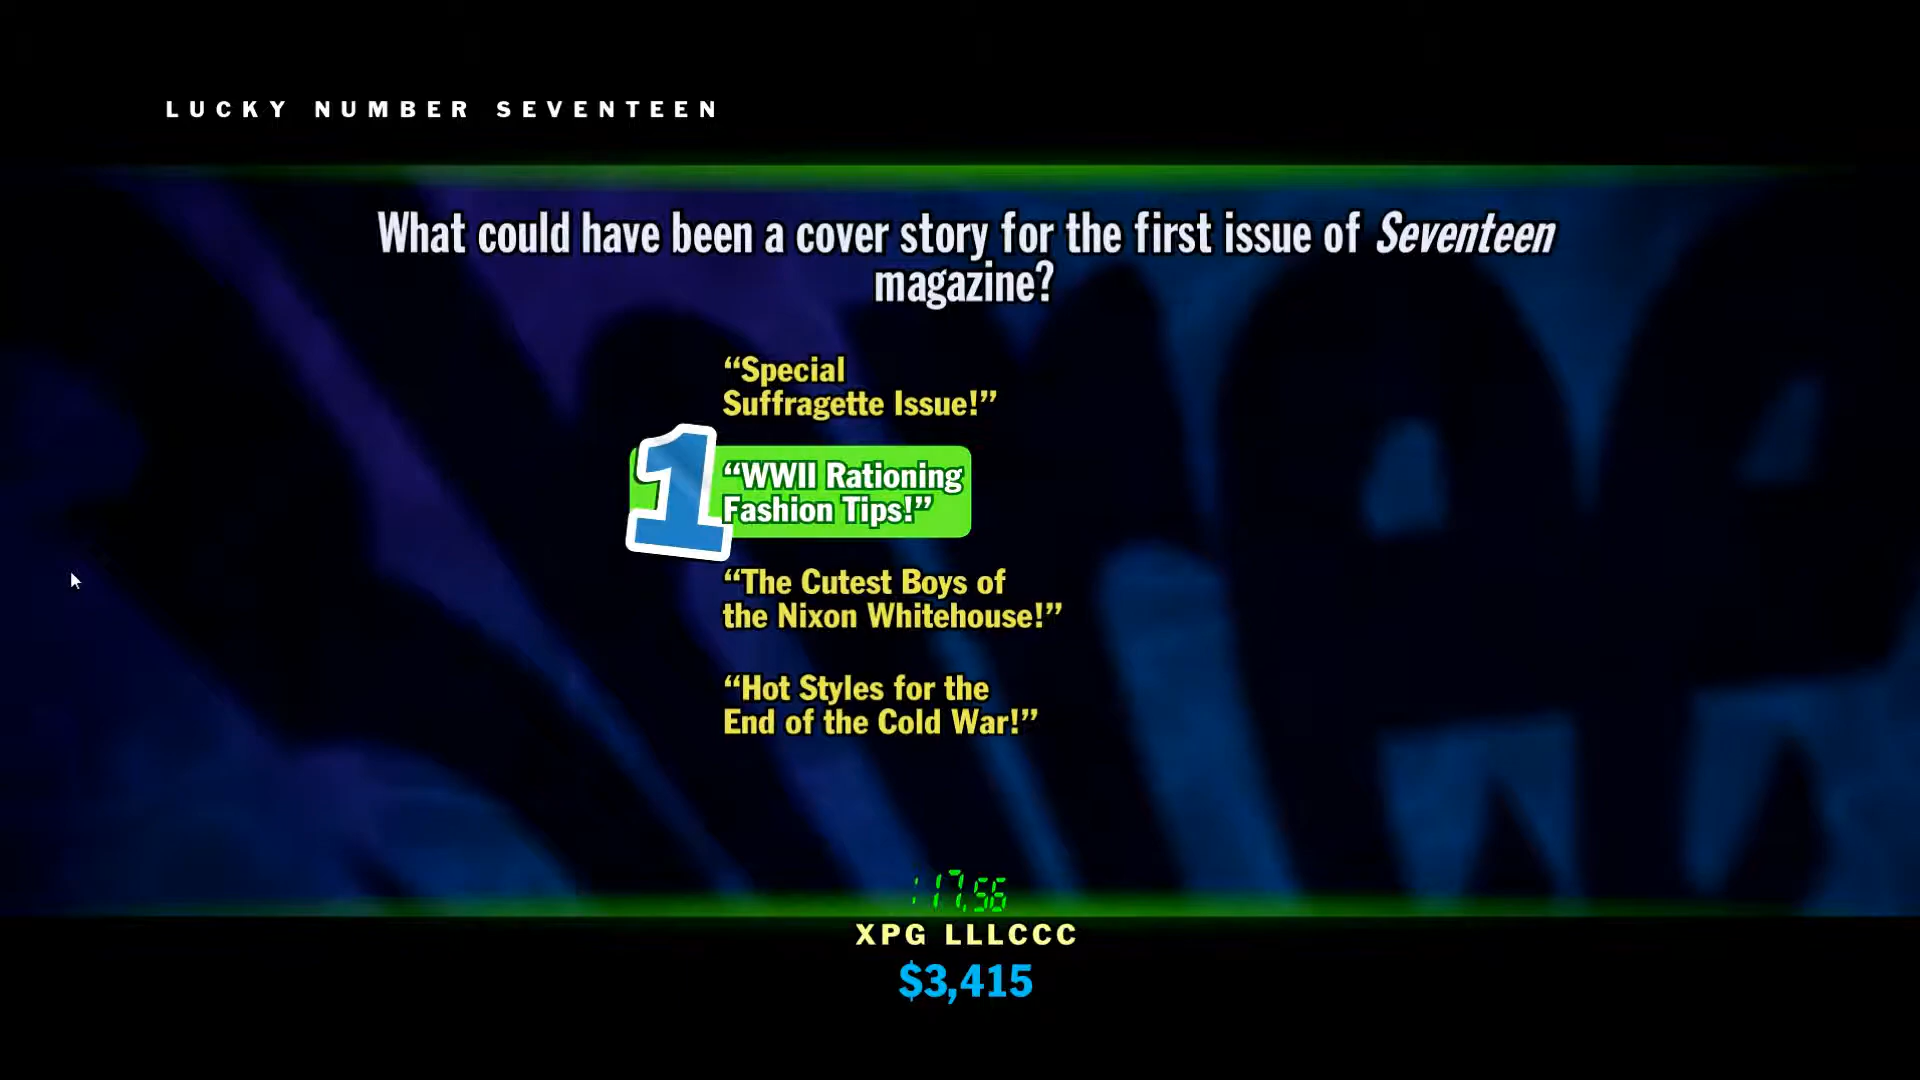 LUCKY NUMBER SEVENTEEN
What could have been a cover story for the first issue of Seventeen
magazine?
“Special
Suffragette Issue!”
1
“WWII Rationing
Fashion Tips!”
“The Cutest Boys of
the Nixon Whitehouse!”
“Hot Styles for the
End of the Cold War!”
:17.56
XPG LLLCCC
$3,415